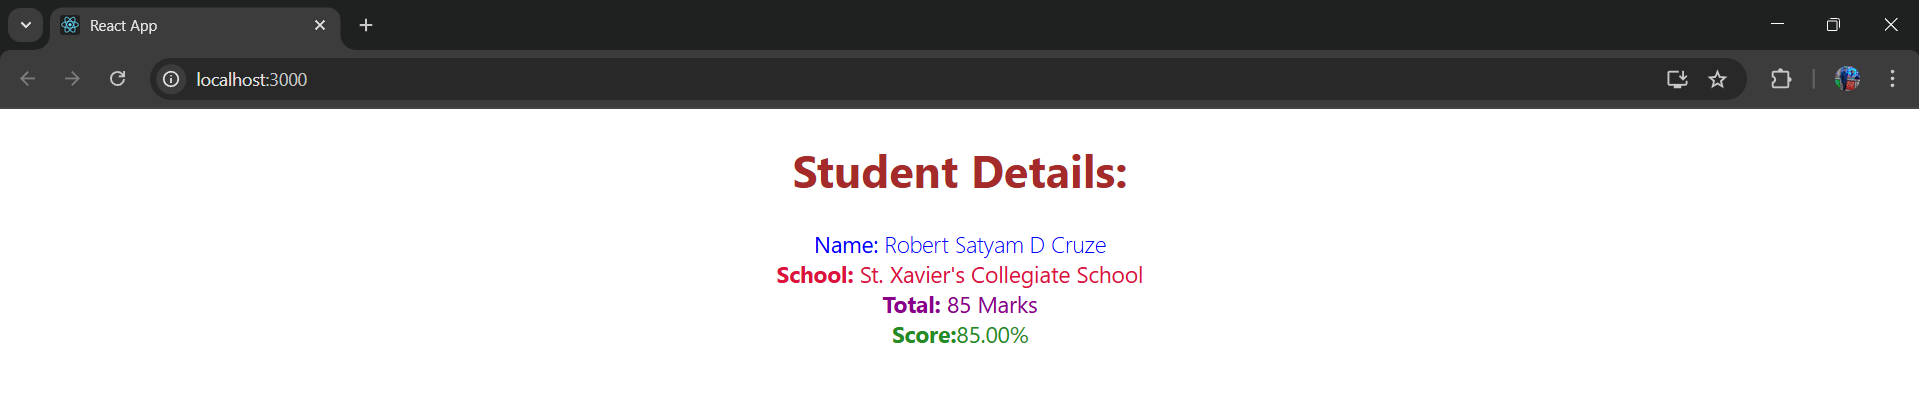 React App
localhost:3000
Student Details:
Name: Robert Satyam D Cruze
School: St. Xavier's Collegiate School
Total: 85 Marks
Score:85.00%